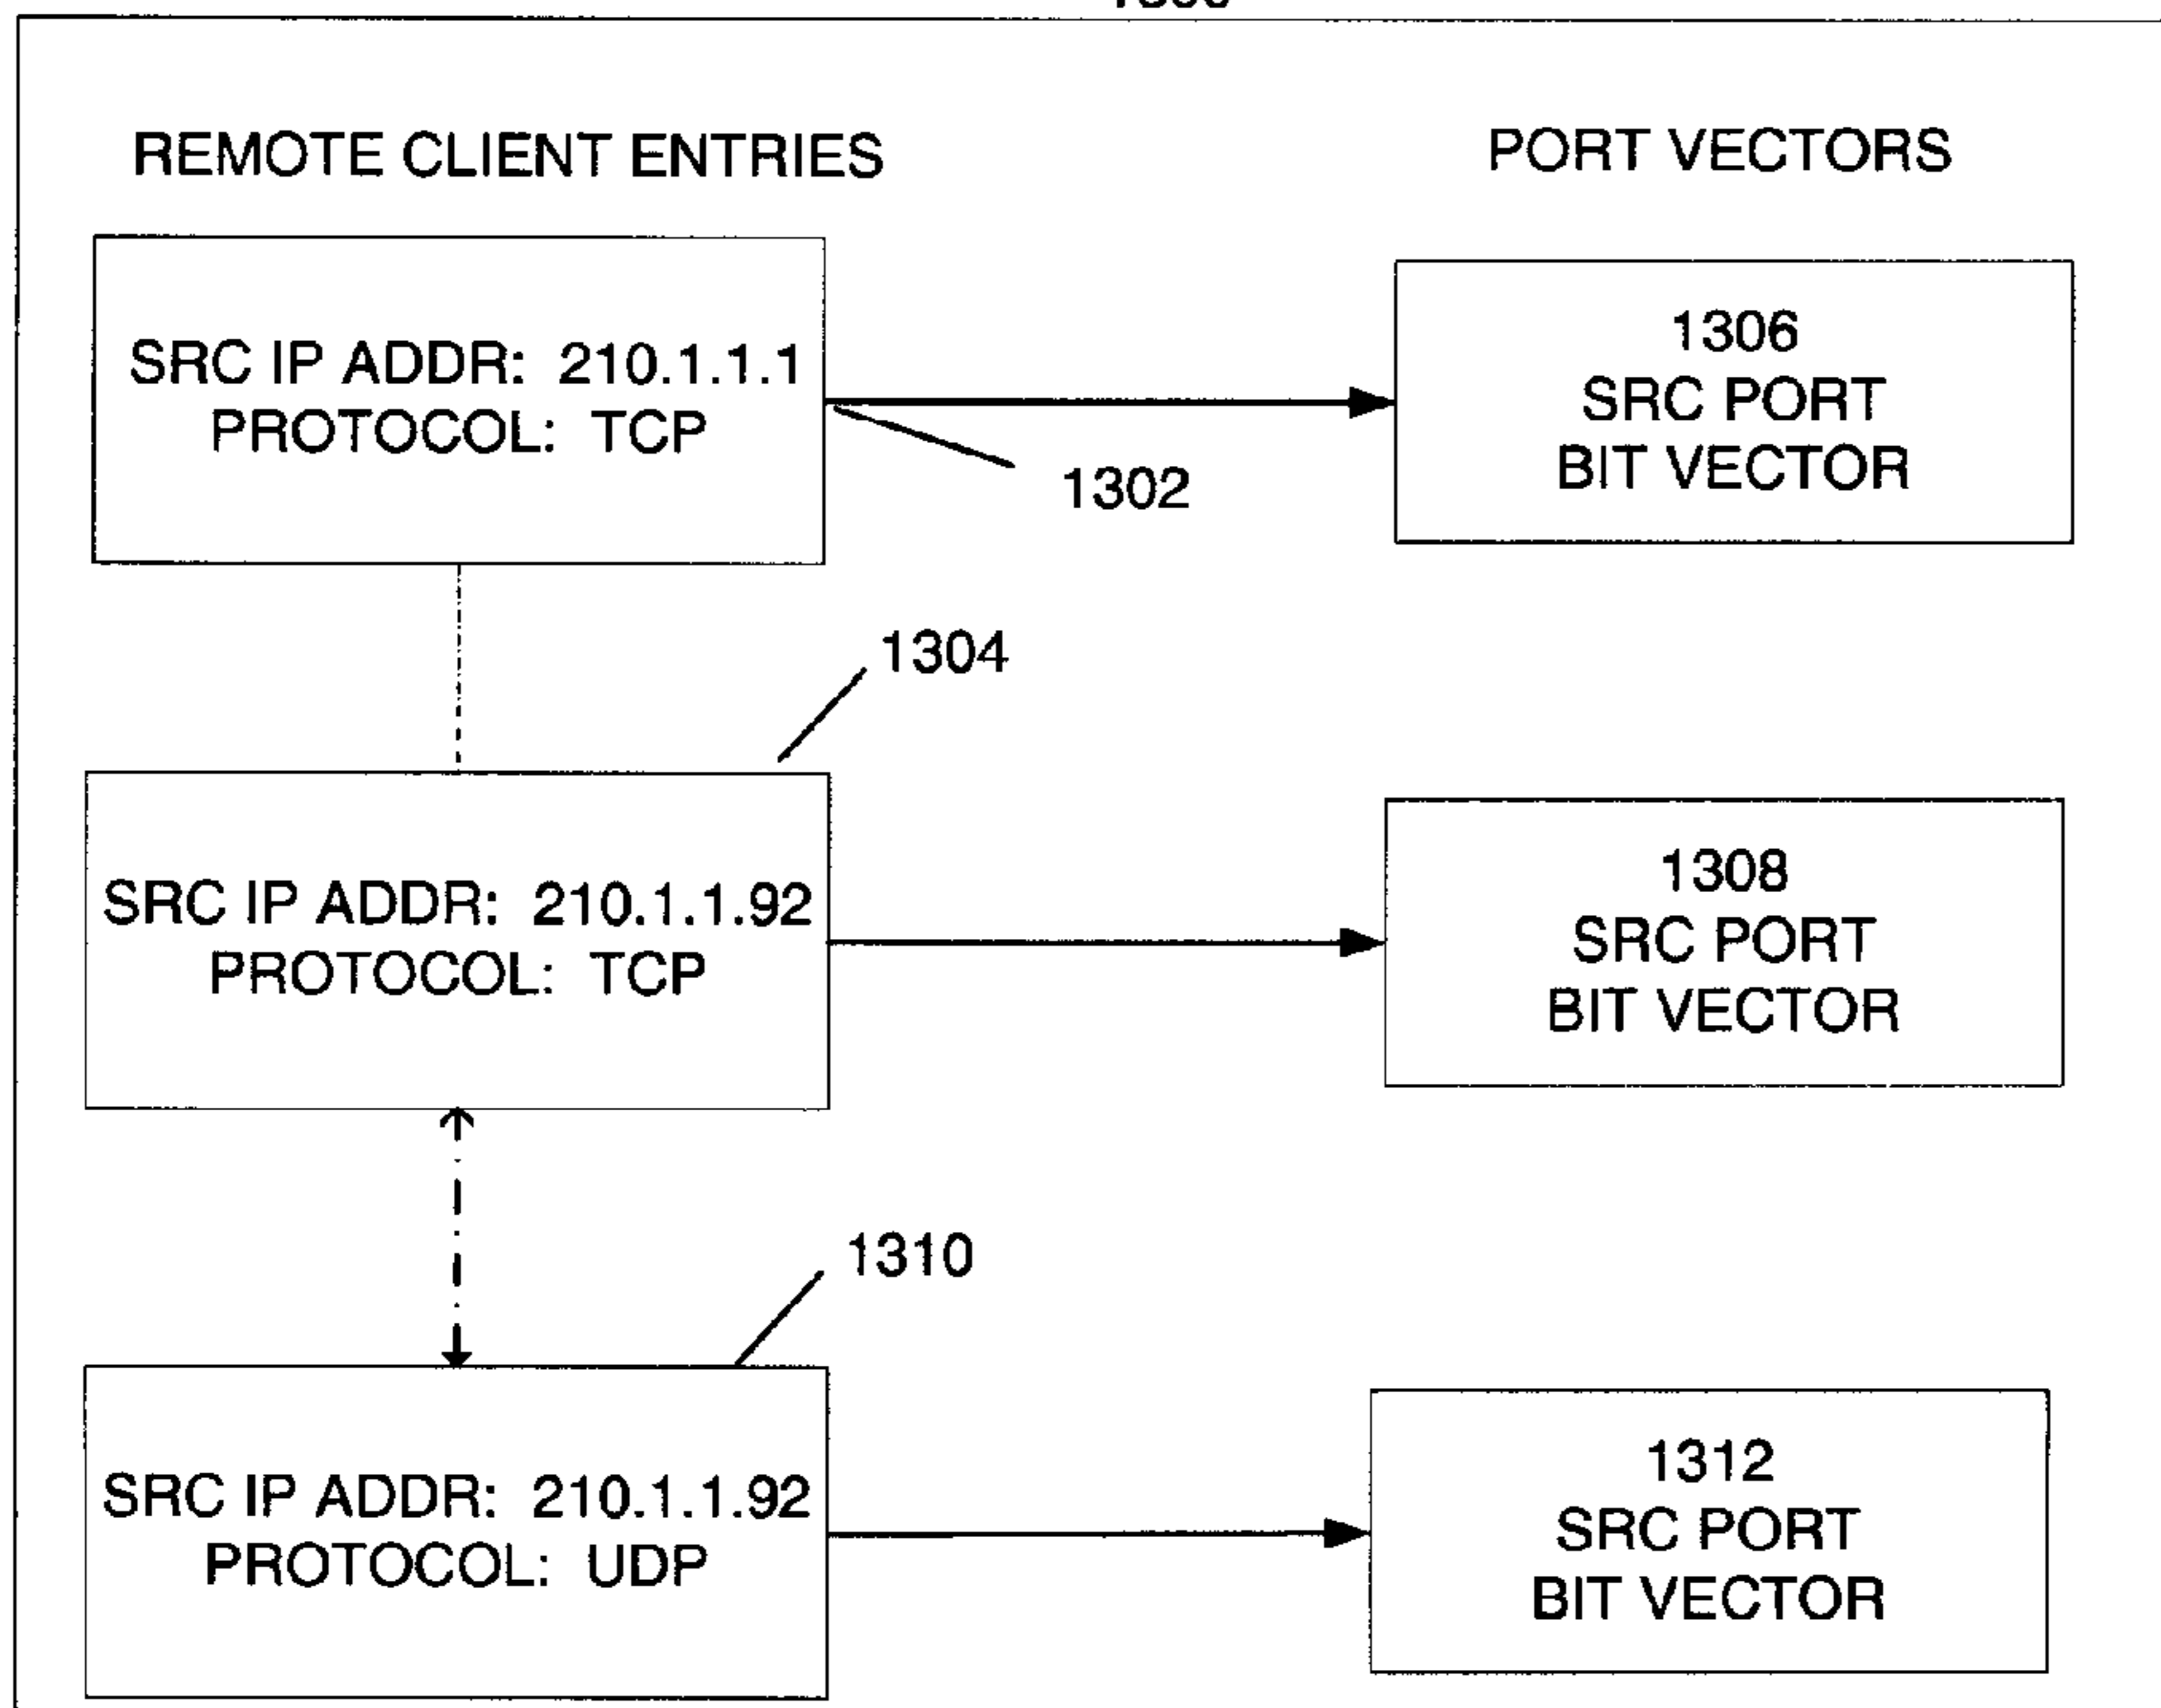 REMOTE CLIENT ENTRIES
PORT VECTORS
SRC IP ADDR: 210.1.1.1
PROTOCOL: TCP
1302
1306
SRC PORT
BIT VECTOR
1304
SRC IP ADDR: 210.1.1.92
PROTOCOL: TCP
1308
SRC PORT
BIT VECTOR
1310
SRC IP ADDR: 210.1.1.92
PROTOCOL: UDP
1312
SRC PORT
BIT VECTOR